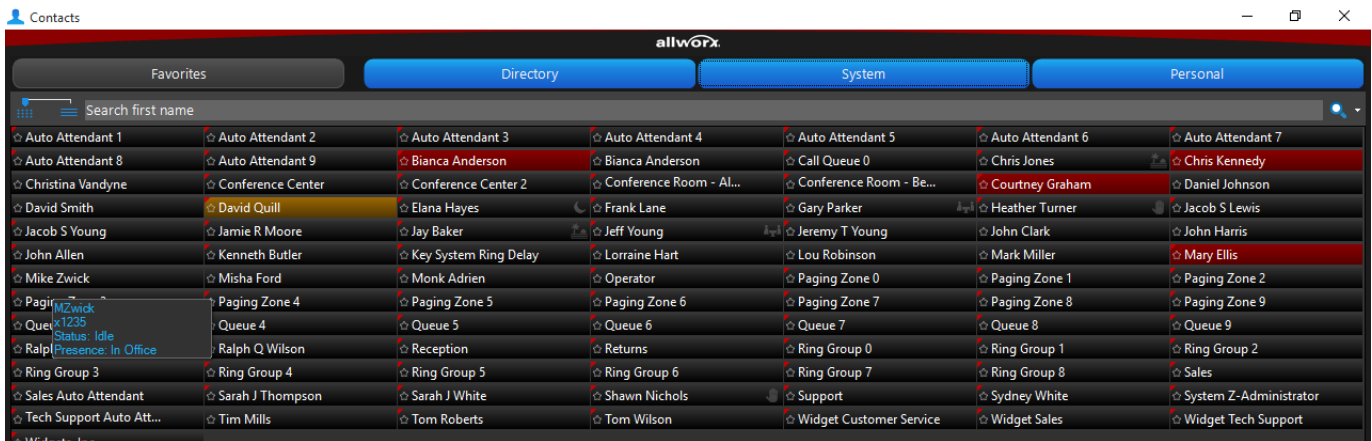 Contacts
allworx
Favorites Directory System Personal
Search first name
Auto Attendant 1 Auto Attendant 2 Auto Attendant 3 Auto Attendant 4 Auto Attendant 5 Auto Attendant 6 Auto Attendant 7
Auto Attendant 8 Auto Attendant 9 Bianca Anderson Bianca Anderson Call Queue 0 Chris Jones Chris Kennedy
Christina Vandyne Conference Center Conference Center 2 Conference Room - Al... Conference Room - Be... Courtney Graham Daniel Johnson
David Smith David Quill Elana Hayes Frank Lane Gary Parker Heather Turner Jacob S Lewis
Jacob S Young Jamie R Moore Jay Baker Jeff Young Jeremy T Young John Clark John Harris
John Allen Kenneth Butler Key System Ring Delay Lorraine Hart Lou Robinson Mark Miller Mary Ellis
Mike Zwick Misha Ford Monk Adrien Operator Paging Zone 0 Paging Zone 1 Paging Zone 2
Paging Zone 4 Paging Zone 5 Paging Zone 6 Paging Zone 7 Paging Zone 8 Paging Zone 9
MZwick
x1235
Status: Idle
Presence: In Office
Queue 4 Queue 5 Queue 6 Queue 7 Queue 8 Queue 9
Ralph Q Wilson Reception Returns Ring Group 0 Ring Group 1 Ring Group 2
Ring Group 3 Ring Group 4 Ring Group 5 Ring Group 6 Ring Group 7 Ring Group 8 Sales
Sales Auto Attendant Sarah J Thompson Sarah J White Shawn Nichols Support Sydney White System Z-Administrator
Tech Support Auto Att... Tim Mills Tom Roberts Tom Wilson Widget Customer Service Widget Sales Widget Tech Support